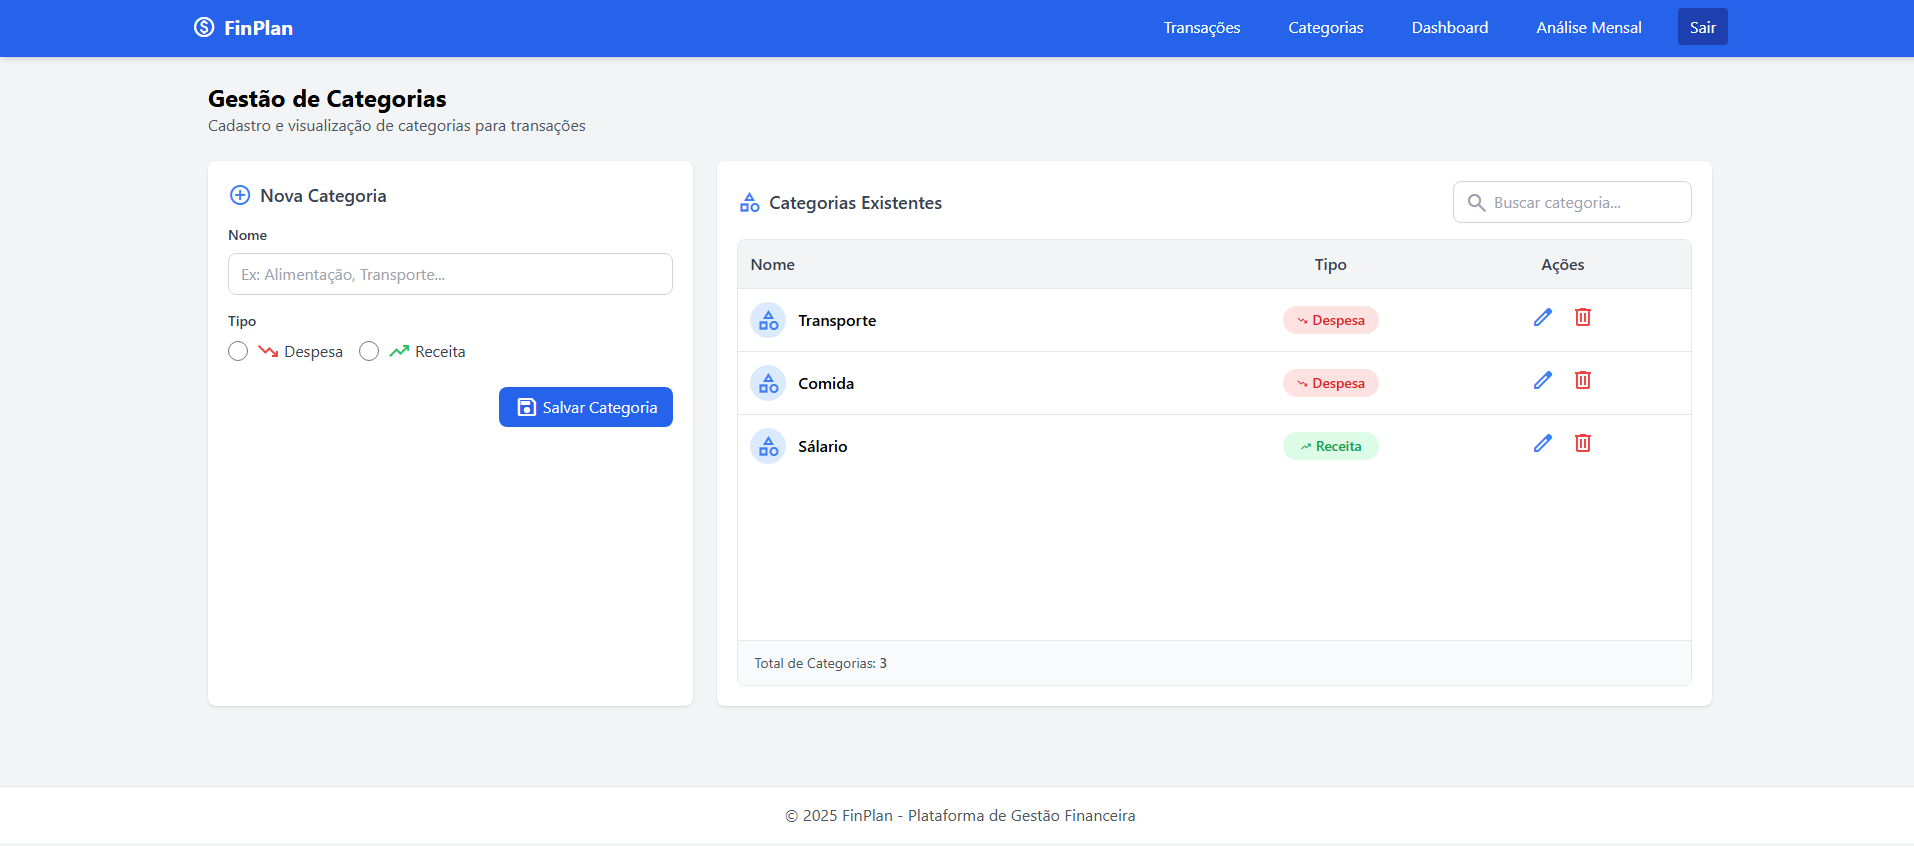 FinPlan
Transações
Categorias
Dashboard
Análise Mensal
Sair
Gestão de Categorias
Cadastro e visualização de categorias para transações
Nova Categoria
Nome
Ex: Alimentação, Transporte...
Tipo
Despesa
Receita
Salvar Categoria
Categorias Existentes
Buscar categoria...
Nome Tipo Ações
Transporte Despesa
Comida Despesa
Sálario Receita
Total de Categorias: 3
© 2025 FinPlan - Plataforma de Gestão Financeira